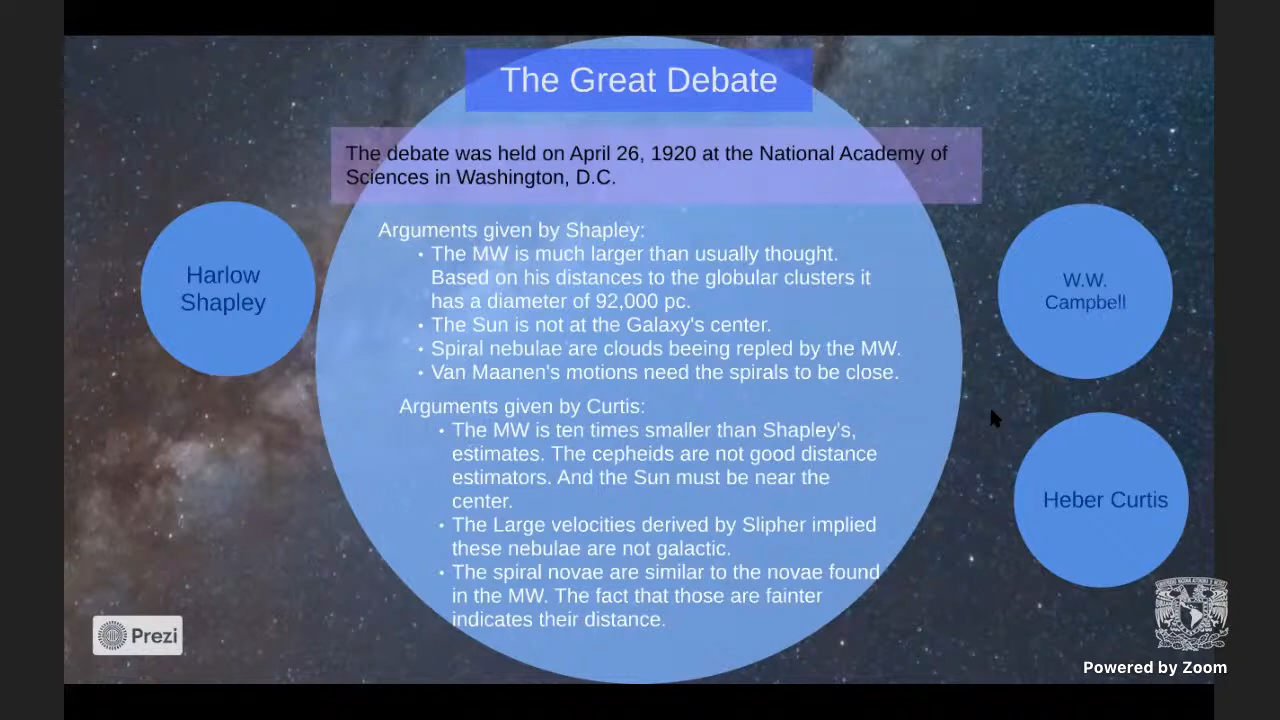 The Great Debate
The debate was held on April 26, 1920 at the National Academy of
Sciences in Washington, D.C.
Harlow
Shapley
Arguments given by Shapley:
• The MW is much larger than usually thought.
Based on his distances to the globular clusters it
has a diameter of 92,000 pc.
• The Sun is not at the Galaxy's center.
• Spiral nebulae are clouds beeing repled by the MW.
• Van Maanen's motions need the spirals to be close.
Arguments given by Curtis:
• The MW is ten times smaller than Shapley's,
estimates. The cepheids are not good distance
estimators. And the Sun must be near the
center.
• The Large velocities derived by Slipher implied
these nebulae are not galactic.
• The spiral novae are similar to the novae found
in the MW. The fact that those are fainter
indicates their distance.
W.W.
Campbell
Heber Curtis
Prezi
Powered by Zoom